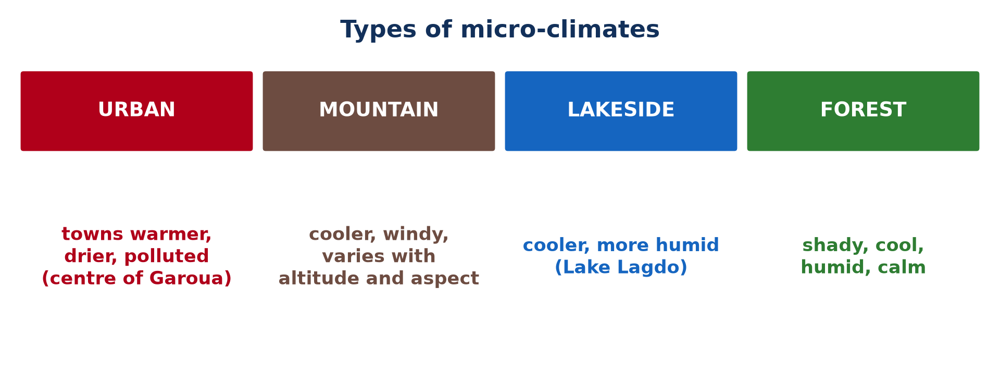 Types of micro-climates
URBAN
MOUNTAIN
LAKESIDE
FOREST
towns warmer,
drier, polluted
(centre of Garoua)
cooler, windy,
varies with
altitude and aspect
cooler, more humid
(Lake Lagdo)
shady, cool,
humid, calm